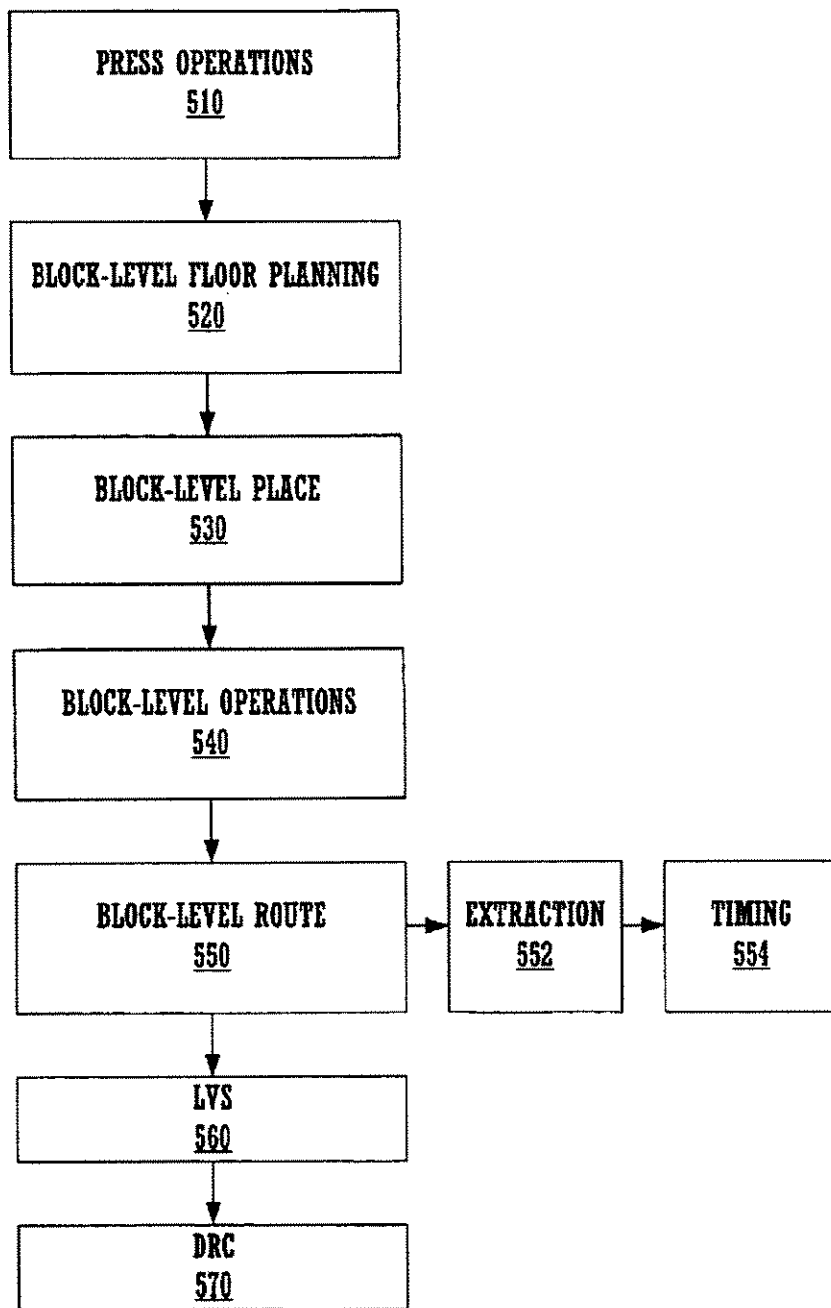 PRESS OPERATIONS
510
BLOCK-LEVEL FLOOR PLANNING
520
BLOCK-LEVEL PLACE
530
BLOCK-LEVEL OPERATIONS
540
BLOCK-LEVEL ROUTE
550
EXTRACTION
552
TIMING
554
LVS
560
DRC
570